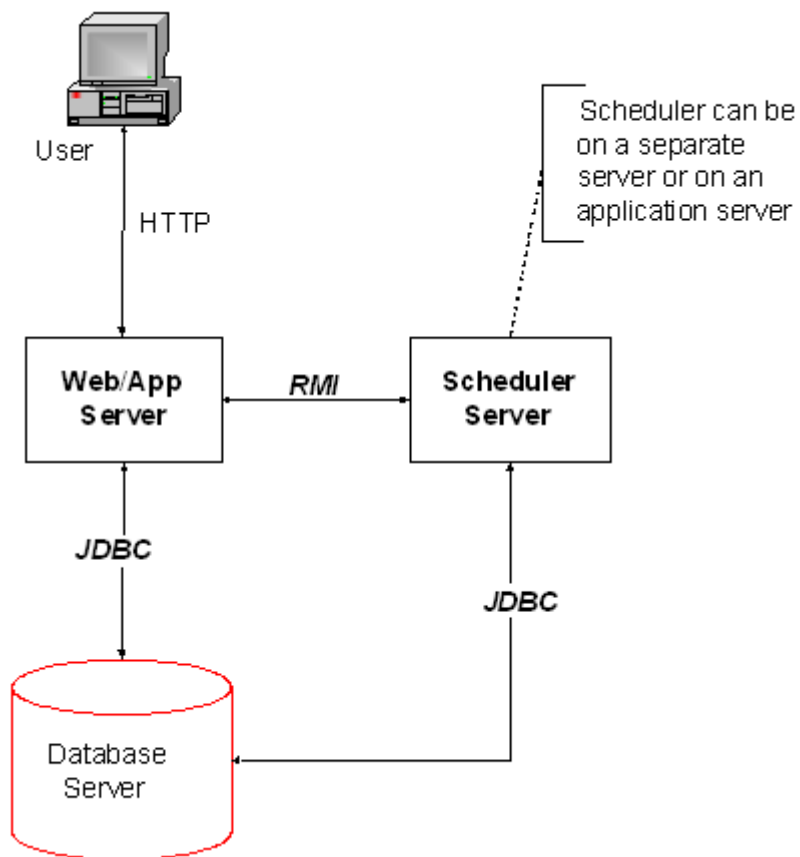 User
Scheduler can be
on a separate
server or on an
application server
HTTP
Web/App
Server
RMI
Scheduler
Server
JDBC
JDBC
Database
Server